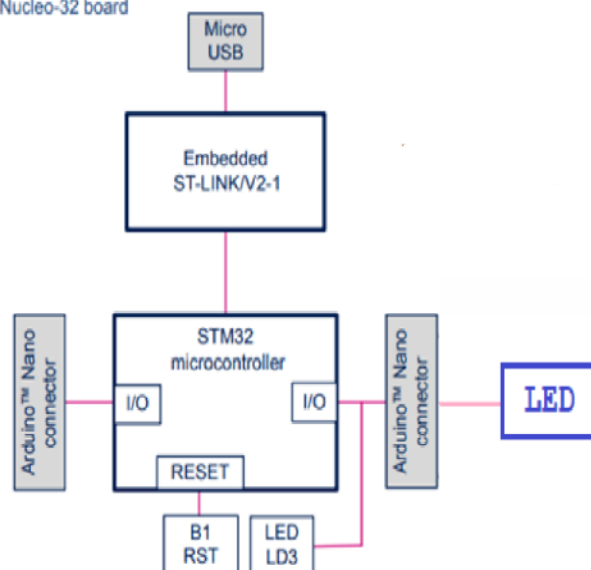 Nucleo-32 board
Micro
USB
Embedded
ST-LINK/V2-1
STM32
microcontroller
Arduino™ Nano
connector
I/O
I/O
Arduino™ Nano
connector
LED
RESET
B1
RST
LED
LD3